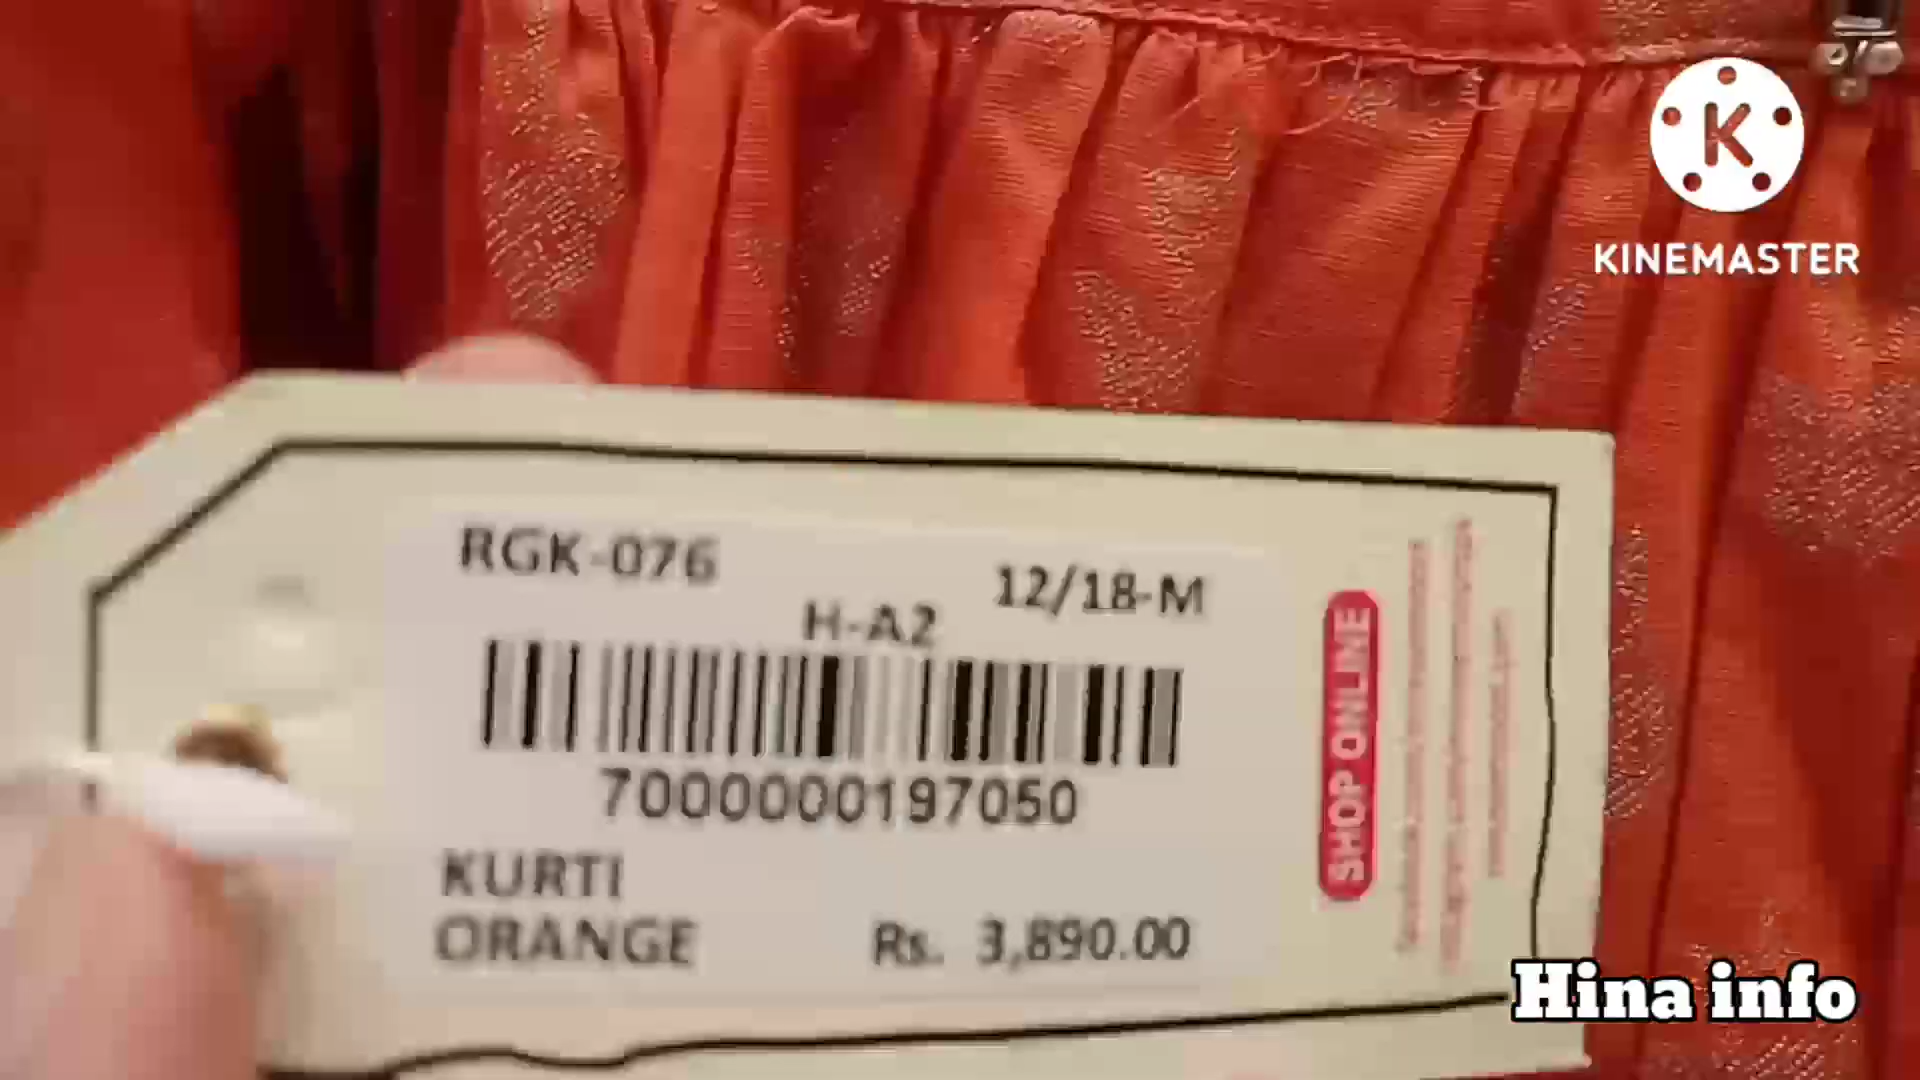 K
KINEMASTER
RGK-076
12/18-M
H-A2
7000000197050
KURTI
ORANGE
Rs. 3,890.00
SHOP ONLINE
Hina info